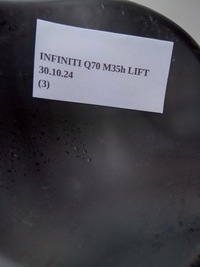 INFINITI Q70 M35h LIFT
30.10.24
(3)